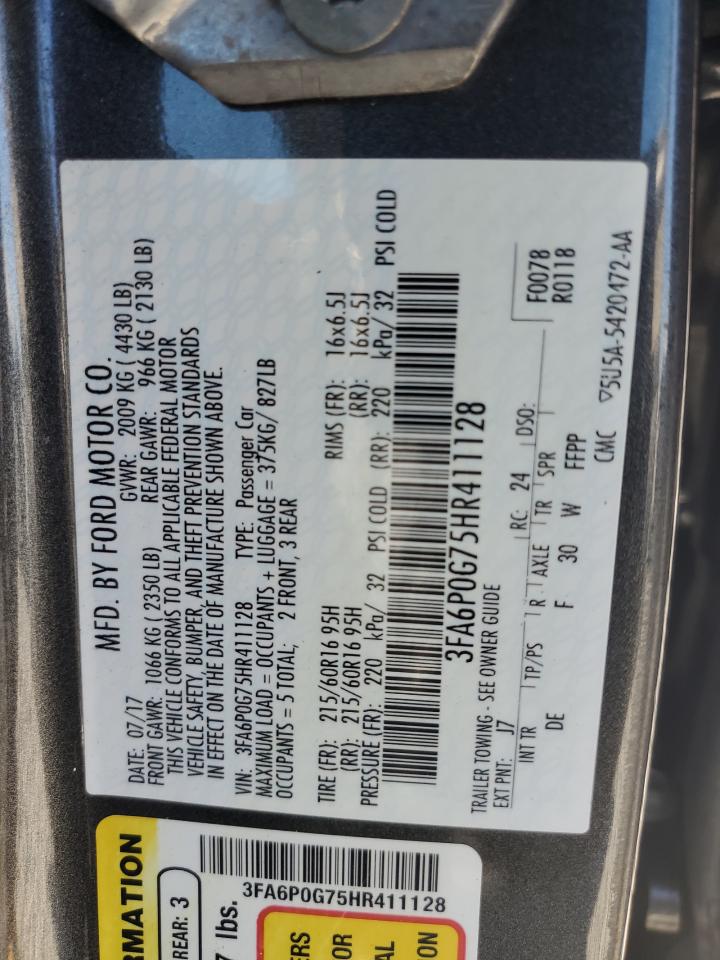 MFD. BY FORD MOTOR CO.
DATE: 07/17 GVWR: 2009 KG ( 4430 LB)
FRONT GAWR: 1066 KG ( 2350 LB) REAR GAWR: 966 KG ( 2130 LB)
THIS VEHICLE CONFORMS TO ALL APPLICABLE FEDERAL MOTOR
VEHICLE SAFETY, BUMPER, AND THEFT PREVENTION STANDARDS
IN EFFECT ON THE DATE OF MANUFACTURE SHOWN ABOVE.
VIN: 3FA6P0G75HR411128 TYPE: Passenger Car
MAXIMUM LOAD = OCCUPANTS + LUGGAGE = 375KG/ 827LB
OCCUPANTS = 5 TOTAL; 2 FRONT, 3 REAR
TIRE (FR): 215/60R16 95H RIMS (FR): 16x6.5J
(RR): 215/60R16 95H (RR): 16x6.5J
PRESSURE (FR): 220 kPa/ 32 PSI COLD (RR): 220 kPa/ 32 PSI COLD
3FA6P0G75HR411128
TRAILER TOWING - SEE OWNER GUIDE
EXT PNT: J7 RC: 24 DSO: F0078
R0118
INT TR TP/PS R AXLE TR SPR
DE F 30 W FFPP
CMC ▽5U5A-5420472-AA
RMATION
REAR: 3
7 lbs.
3FA6P0G75HR411128
ERS
OR
AL
ON